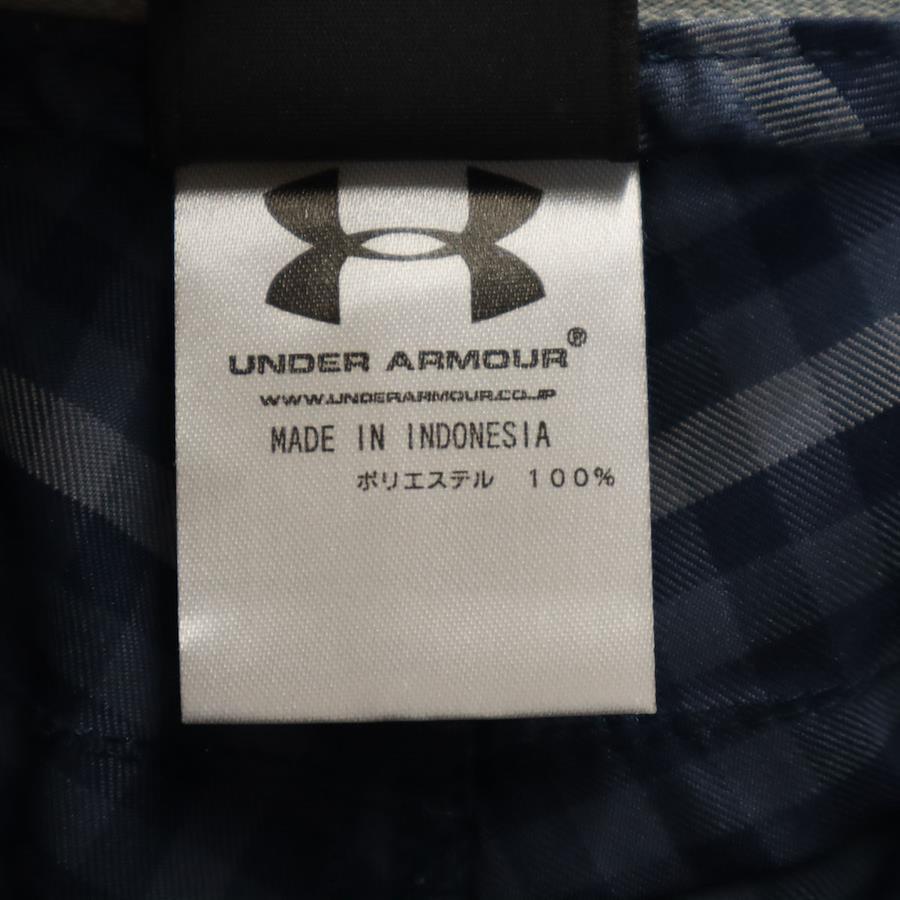 UNDER ARMOUR®
WWW.UNDERARMOUR.CO.JP
MADE IN INDONESIA
ポリエステル 100%